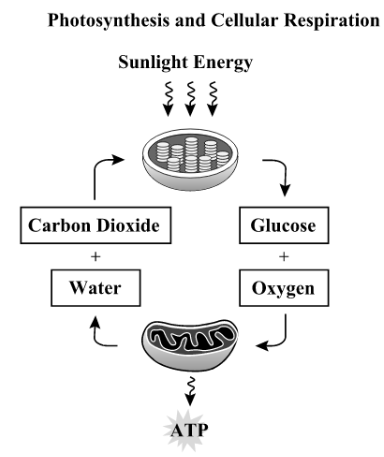 Photosynthesis and Cellular Respiration
Sunlight Energy
Carbon Dioxide
+
Water
Glucose
+
Oxygen
ATP